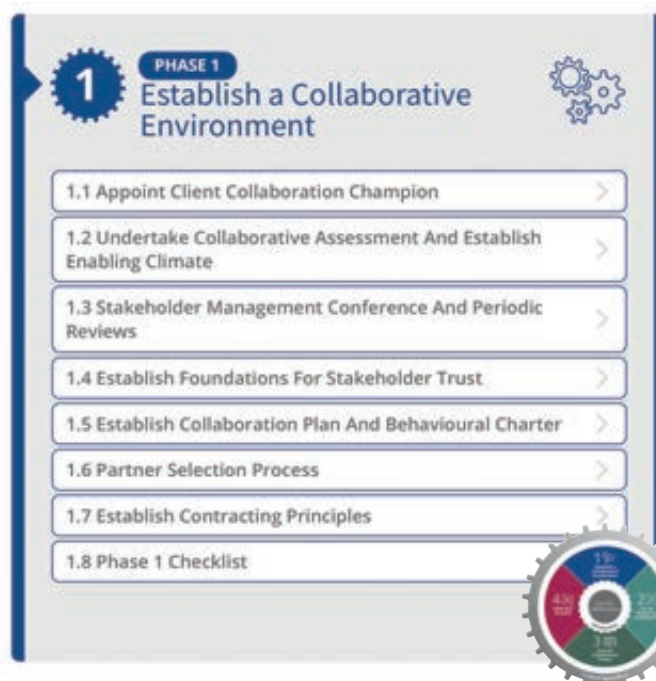 1
PHASE 1
Establish a Collaborative
Environment
1.1 Appoint Client Collaboration Champion
1.2 Undertake Collaborative Assessment And Establish
Enabling Climate
1.3 Stakeholder Management Conference And Periodic
Reviews
1.4 Establish Foundations For Stakeholder Trust
1.5 Establish Collaboration Plan And Behavioural Charter
1.6 Partner Selection Process
1.7 Establish Contracting Principles
1.8 Phase 1 Checklist